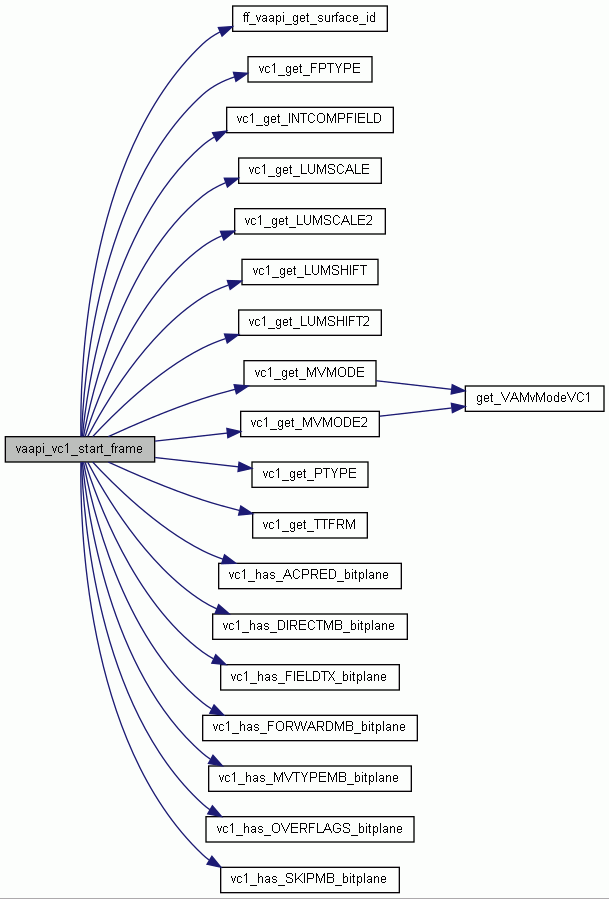 ff_vaapi_get_surface_id
vc1_get_FPTYPE
vc1_get_INTCOMPFIELD
vc1_get_LUMSCALE
vc1_get_LUMSCALE2
vc1_get_LUMSHIFT
vc1_get_LUMSHIFT2
vc1_get_MVMODE
get_VAMvModeVC1
vc1_get_MVMODE2
vaapi_vc1_start_frame
vc1_get_PTYPE
vc1_get_TTFRM
vc1_has_ACPRED_bitplane
vc1_has_DIRECTMB_bitplane
vc1_has_FIELDTX_bitplane
vc1_has_FORWARDMB_bitplane
vc1_has_MVTYPEMB_bitplane
vc1_has_OVERFLAGS_bitplane
vc1_has_SKIPMB_bitplane